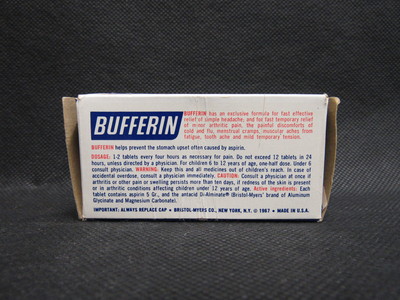 BUFFERIN
BUFFERIN has an exclusive formula for fast effective
relief of simple headache; and for fast temporary relief
of minor arthritic pain, the painful discomforts of
cold and flu, menstrual cramps, muscular aches from
fatigue, tooth ache and mild temporary tension.
BUFFERIN helps prevent the stomach upset often caused by aspirin.
DOSAGE: 1-2 tablets every four hours as necessary for pain. Do not exceed 12 tablets in 24
hours, unless directed by a physician. For children 6 to 12 years of age, one-half dose. Under 6
consult physician. WARNING: Keep this and all medicines out of children's reach. In case of
accidental overdose, consult a physician immediately. CAUTION: Consult a physician at once if
arthritis or other pain or swelling persists more than ten days, if redness of the skin is present
or in arthritic conditions affecting children under 12 years of age. Active ingredients: Each
tablet contains aspirin 5 Gr., and the antacid Di-Alminate® (Bristol-Myers' brand of Aluminum
Glycinate and Magnesium Carbonate).
IMPORTANT: ALWAYS REPLACE CAP • BRISTOL-MYERS CO., NEW YORK, N.Y. © 1967 • MADE IN U.S.A.